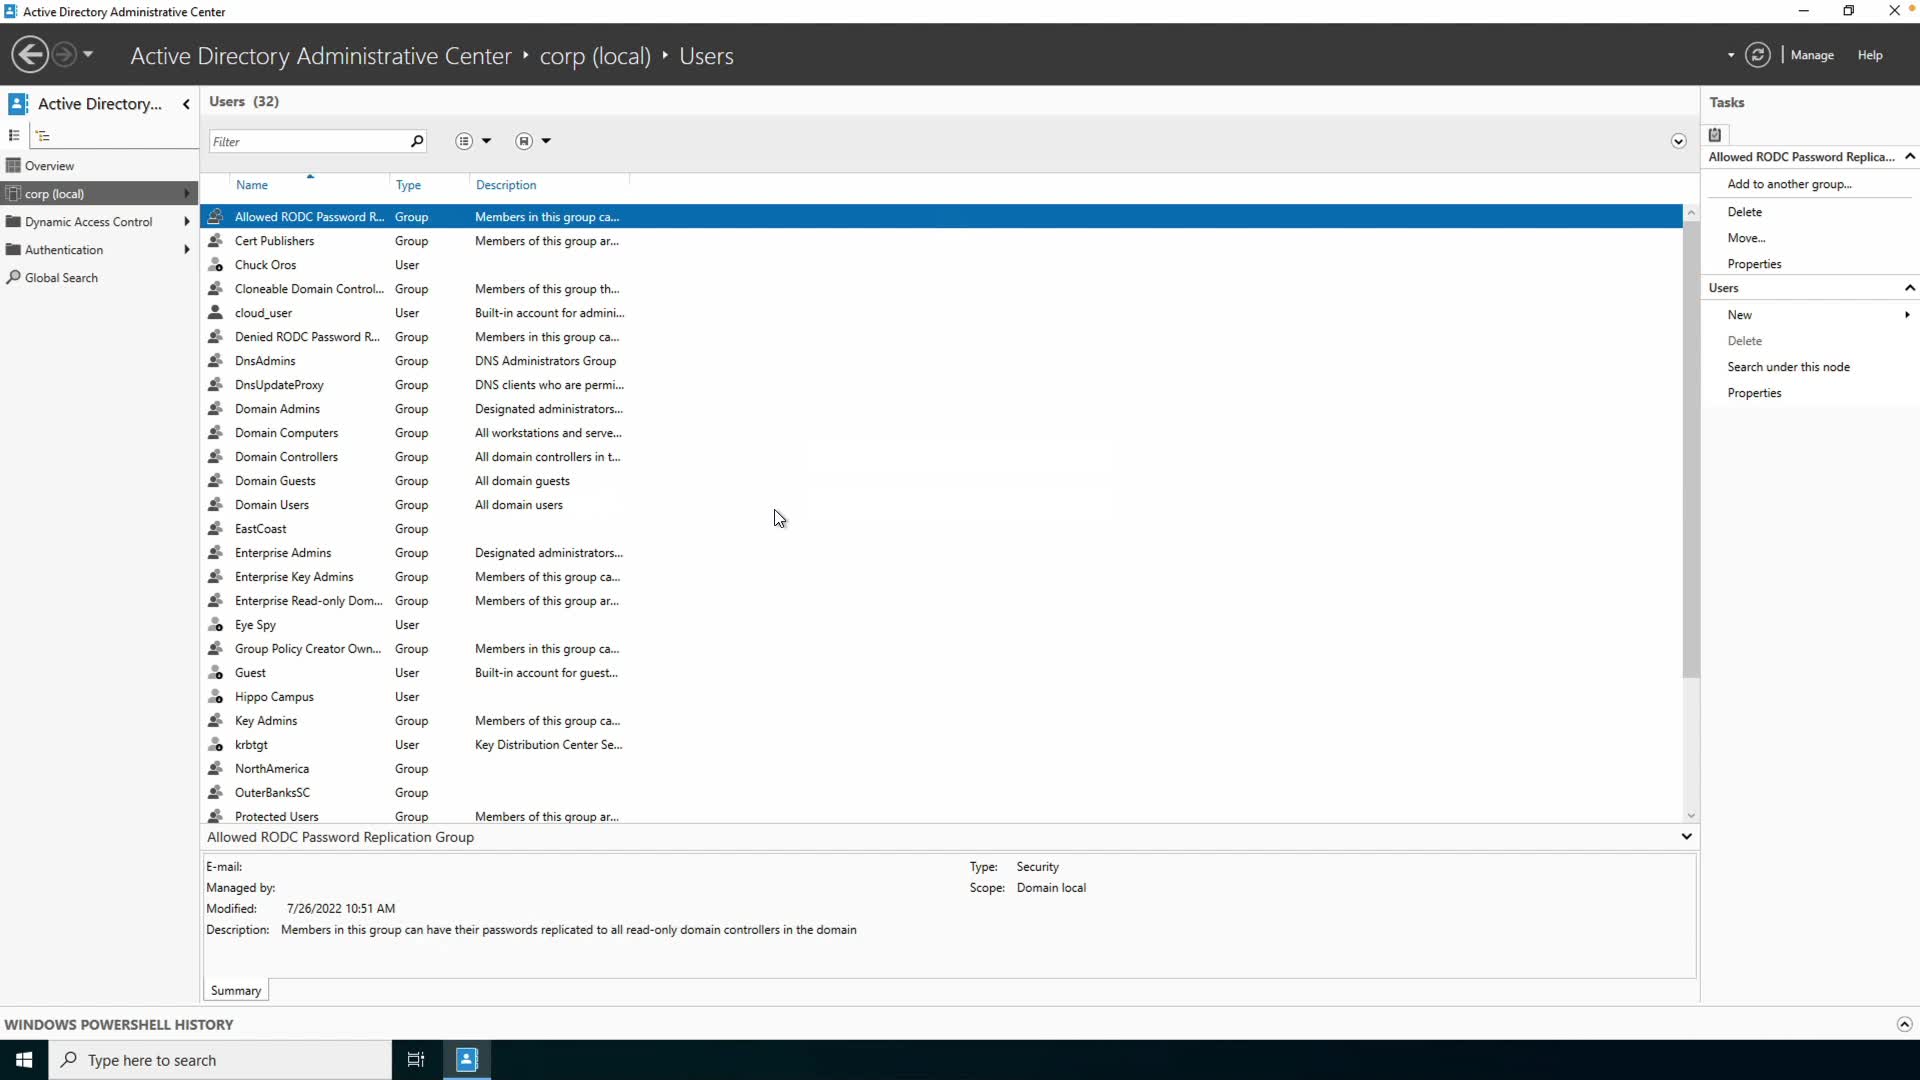 Active Directory Administrative Center
Active Directory Administrative Center • corp (local) • Users
Manage
Help
Active Directory...
Overview
corp (local)
Dynamic Access Control
Authentication
Global Search
Users (32)
Filter
Name Type Description
Allowed RODC Password R... Group Members in this group ca...
Cert Publishers Group Members of this group ar...
Chuck Oros User
Cloneable Domain Control... Group Members of this group th...
cloud_user User Built-in account for admini...
Denied RODC Password R... Group Members in this group ca...
DnsAdmins Group DNS Administrators Group
DnsUpdateProxy Group DNS clients who are permi...
Domain Admins Group Designated administrators...
Domain Computers Group All workstations and serve...
Domain Controllers Group All domain controllers in t...
Domain Guests Group All domain guests
Domain Users Group All domain users
EastCoast Group
Enterprise Admins Group Designated administrators...
Enterprise Key Admins Group Members of this group ca...
Enterprise Read-only Dom... Group Members of this group ar...
Eye Spy User
Group Policy Creator Own... Group Members in this group ca...
Guest User Built-in account for guest...
Hippo Campus User
Key Admins Group Members of this group ca...
krbtgt User Key Distribution Center Se...
NorthAmerica Group
OuterBanksSC Group
Protected Users Group Members of this group ar...
Allowed RODC Password Replication Group
E-mail:
Managed by:
Modified: 7/26/2022 10:51 AM
Description: Members in this group can have their passwords replicated to all read-only domain controllers in the domain
Type: Security
Scope: Domain local
Summary
Tasks
Allowed RODC Password Replica...
Add to another group...
Delete
Move...
Properties
Users
New
Delete
Search under this node
Properties
WINDOWS POWERSHELL HISTORY
Type here to search